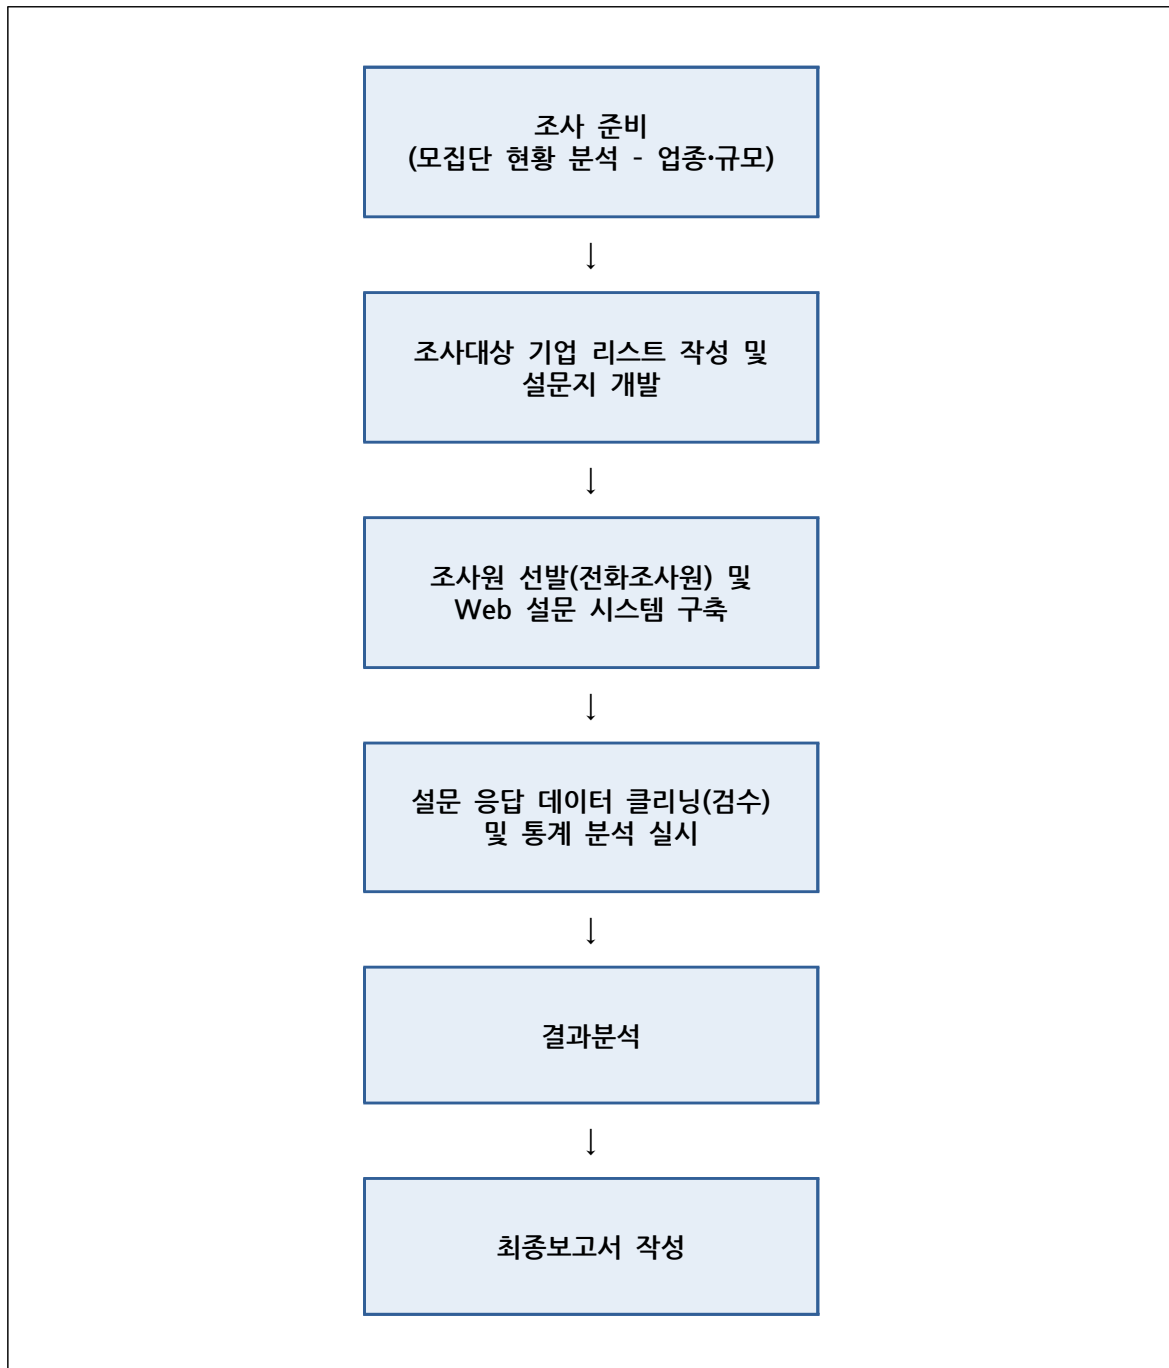 조사 준비
(모집단 현황 분석 - 업종·규모)
↓
조사대상 기업 리스트 작성 및
설문지 개발
↓
조사원 선발(전화조사원) 및
Web 설문 시스템 구축
↓
설문 응답 데이터 클리닝(검수)
및 통계 분석 실시
↓
결과분석
↓
최종보고서 작성